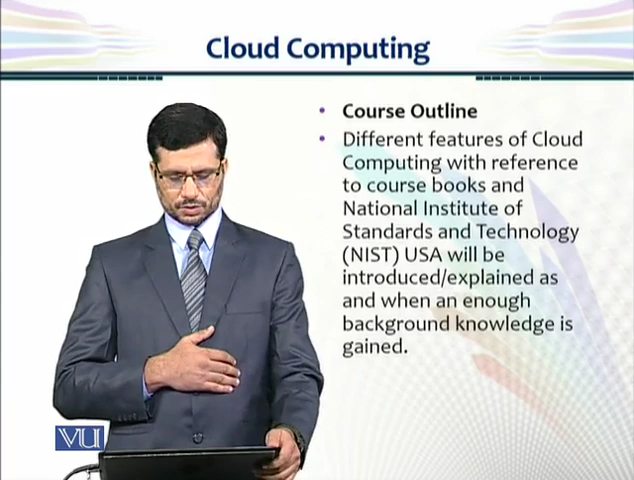 Cloud Computing
• Course Outline
• Different features of Cloud
Computing with reference
to course books and
National Institute of
Standards and Technology
(NIST) USA will be
introduced/explained as
and when an enough
background knowledge is
gained.
VU